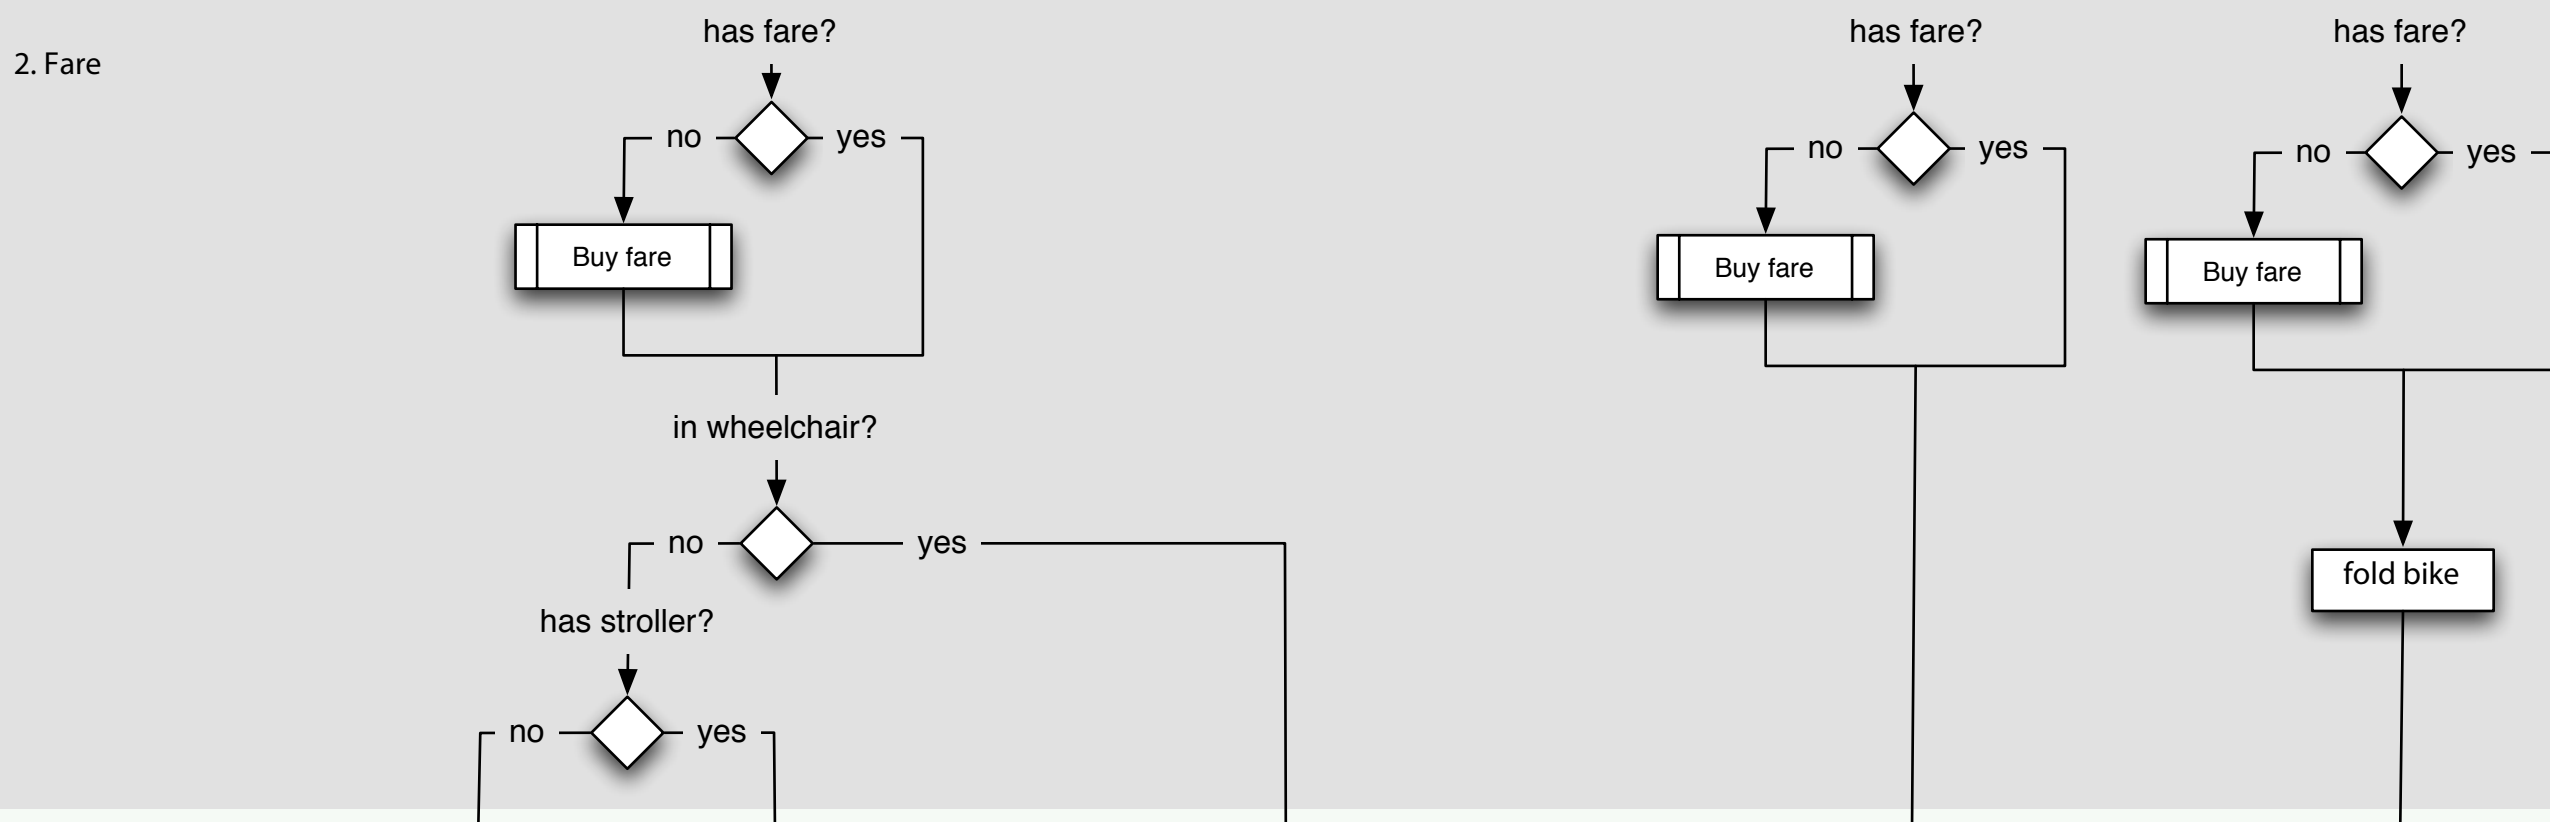 2. Fare
has fare?
no
yes
Buy fare
in wheelchair?
no
yes
has stroller?
no
yes
has fare?
no
yes
Buy fare
has fare?
no
yes
Buy fare
fold bike